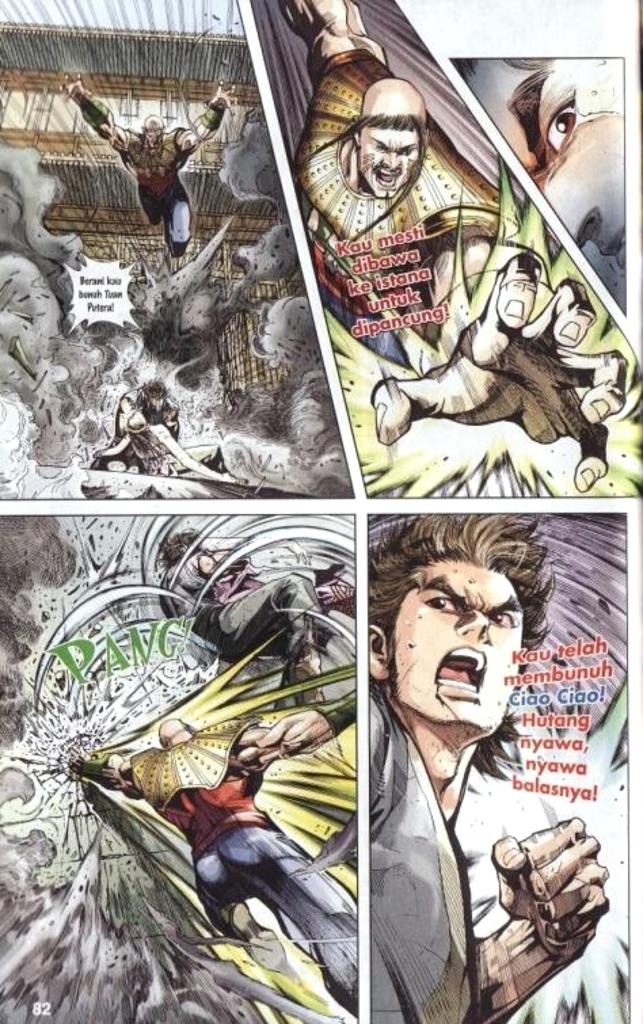 Berani kau
bunuh Tuan
Putera!
Kau mesti
dibawa
ke istana
untuk
dipancung!
PANG!
Kau telah
membunuh
Ciao Ciao!
Hutang
nyawa,
nyawa
balasnya!
82